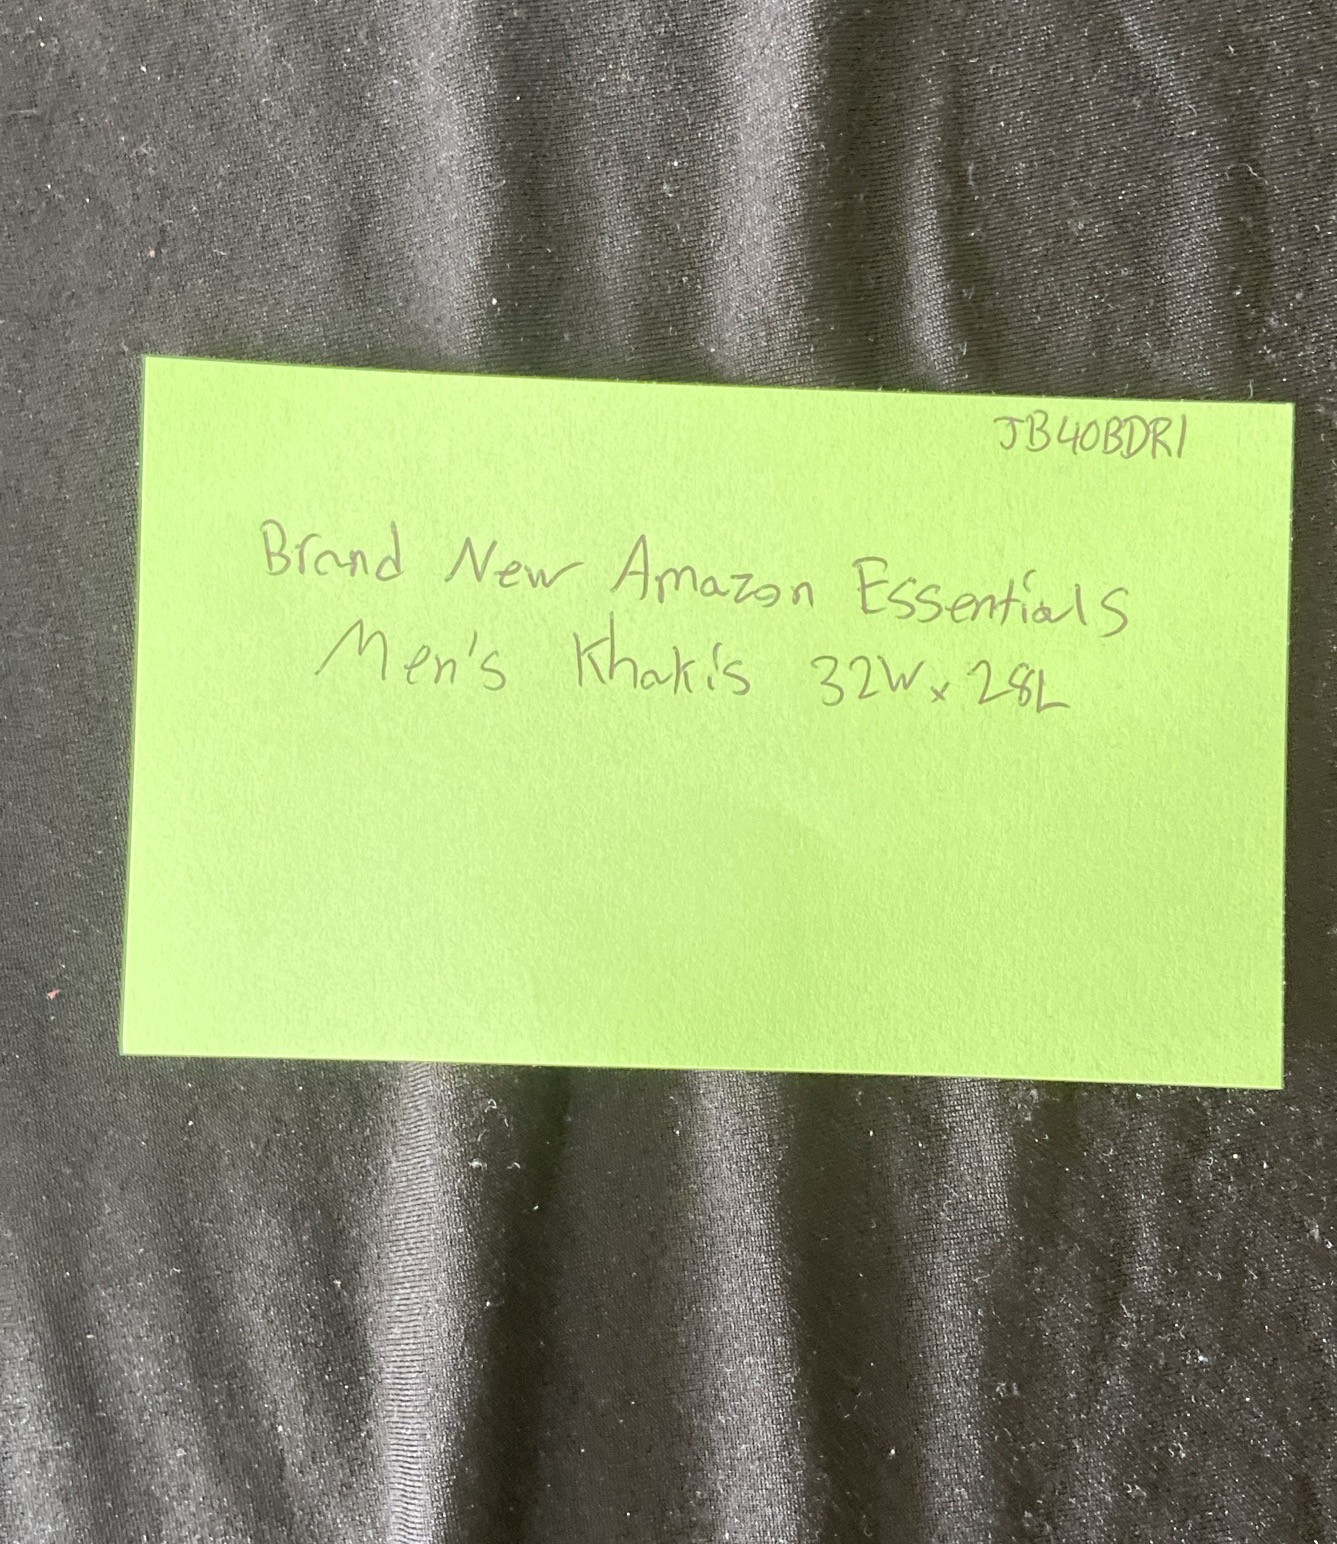 JB40BDR1
Brand New Amazon Essentials
Men's Khakis 32W x 28L